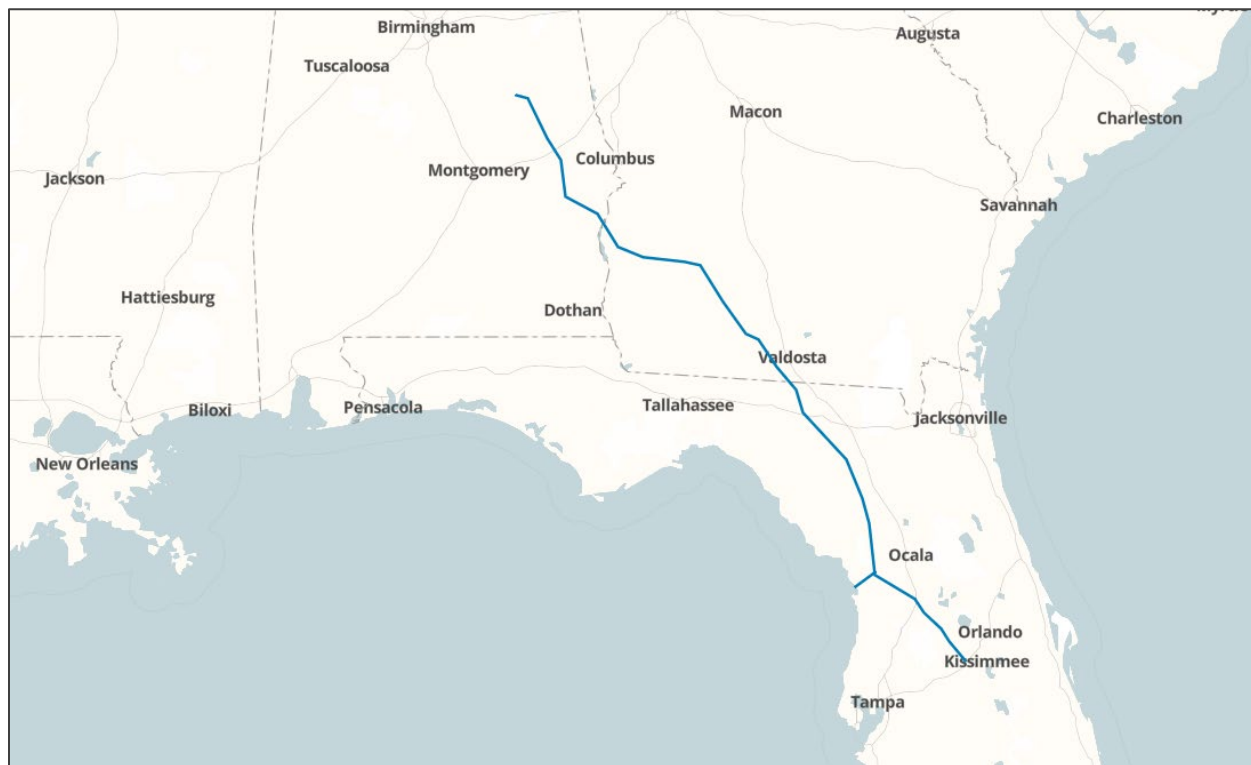 Birmingham
Augusta
Tuscaloosa
Macon
Charleston
Columbus
Montgomery
Jackson
Savannah
Hattiesburg
Dothan
Valdosta
Tallahassee
Biloxi
Pensacola
Jacksonville
New Orleans
Ocala
Orlando
Kissimmee
Tampa